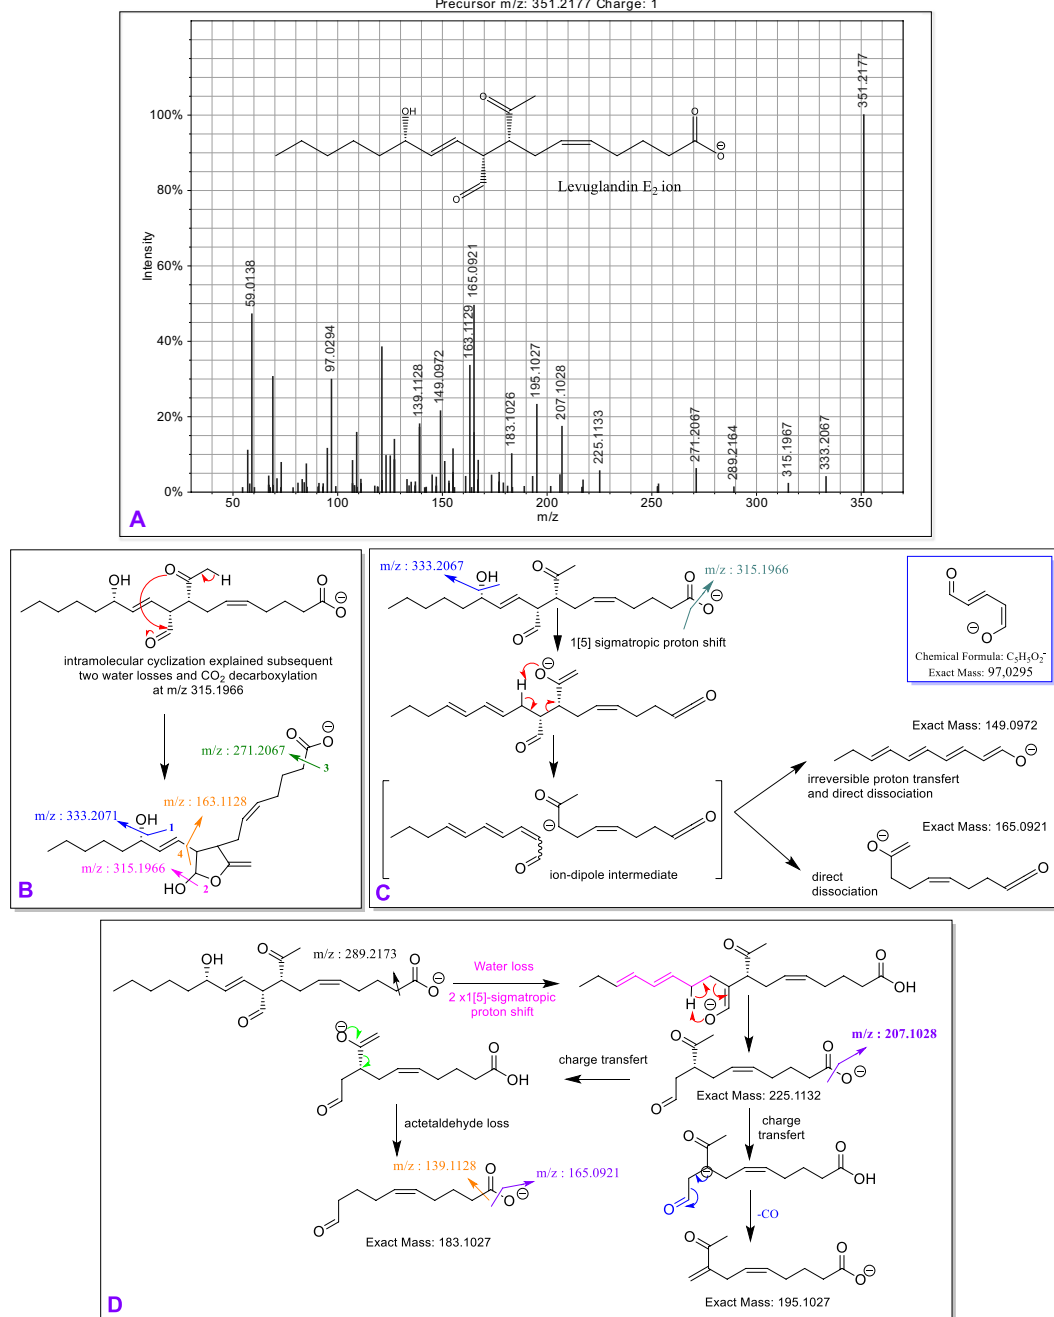 Precursor m/z: 351.2177 Charge: 1
351.2177
100%
80%
60%
40%
20%
0%
Intensity
OH
O
O
O
O
⊖
Levuglandin E2 ion
59.0138
97.0294
139.1128
149.0972
163.1129
165.0921
183.1026
195.1027
207.1028
225.1133
271.2067
289.2164
315.1967
333.2067
50
100
150
200
250
300
350
m/z
A
OH
O
H
O
O
⊖
O
intramolecular cyclization explained subsequent
two water losses and CO2 decarboxylation
at m/z 315.1966
O
O
⊖
m/z : 271.2067
3
m/z : 163.1128
m/z : 333.2071
OH
1
4
m/z : 315.1966
HO
O
2
B
m/z : 333.2067
OH
O
O
O
⊖
m/z : 315.1966
O
1[5] sigmatropic proton shift
H
O
⊖
O
O
O
⊖
O
O
ion-dipole intermediate
C
O
⊖
O
Chemical Formula: C5H5O2-
Exact Mass: 97,0295
Exact Mass: 149.0972
O
⊖
irreversible proton transfert
and direct dissociation
Exact Mass: 165.0921
⊖
O
O
direct
dissociation
OH
O
m/z : 289.2173
O
O
⊖
O
Water loss
2 x1[5]-sigmatropic
proton shift
O
O
OH
H
⊖
O
m/z : 207.1028
O
O
O
⊖
O
Exact Mass: 225.1132
charge transfert
⊖
O
O
OH
O
actetaldehyde loss
m/z : 139.1128
m/z : 165.0921
O
O
⊖
O
Exact Mass: 183.1027
charge
transfert
O
⊖
O
OH
O
-CO
O
O
O
⊖
Exact Mass: 195.1027
D